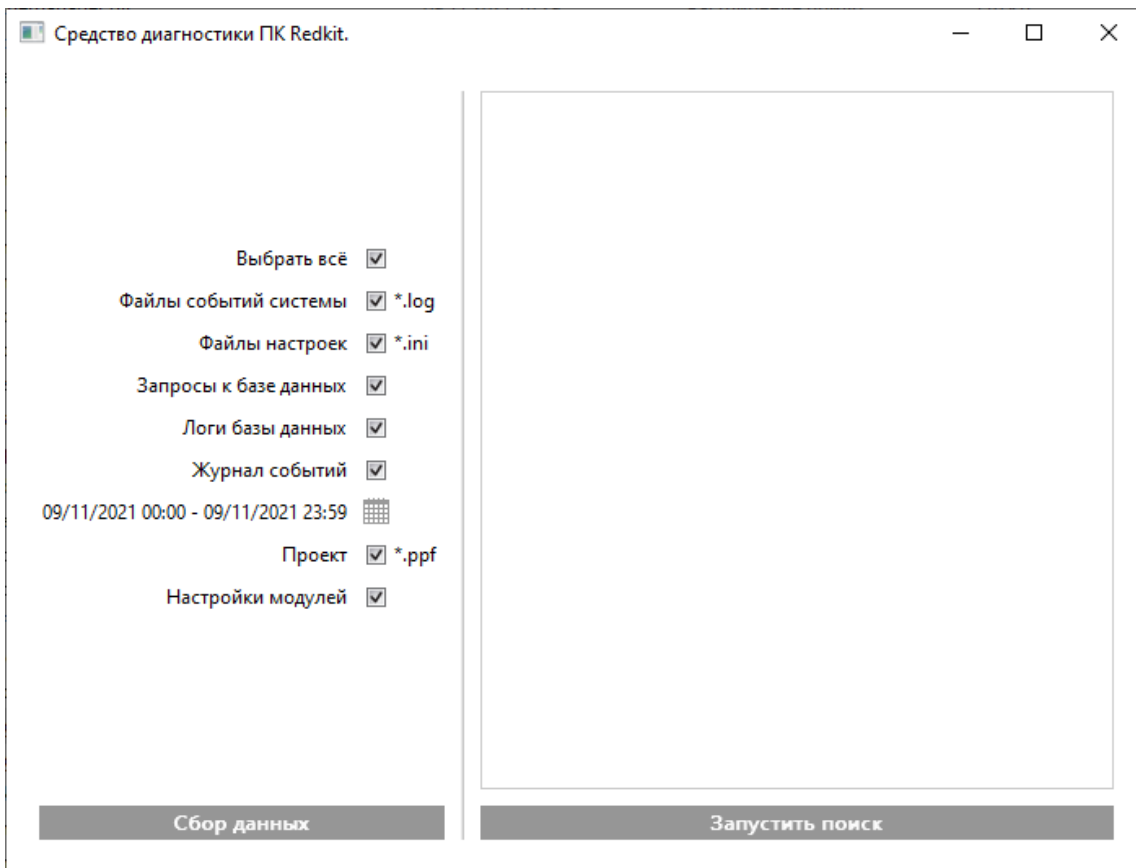 Средство диагностики ПК Redkit.
Выбрать всё
Файлы событий системы *.log
Файлы настроек *.ini
Запросы к базе данных
Логи базы данных
Журнал событий
09/11/2021 00:00 - 09/11/2021 23:59
Проект *.ppf
Настройки модулей
Сбор данных
Запустить поиск